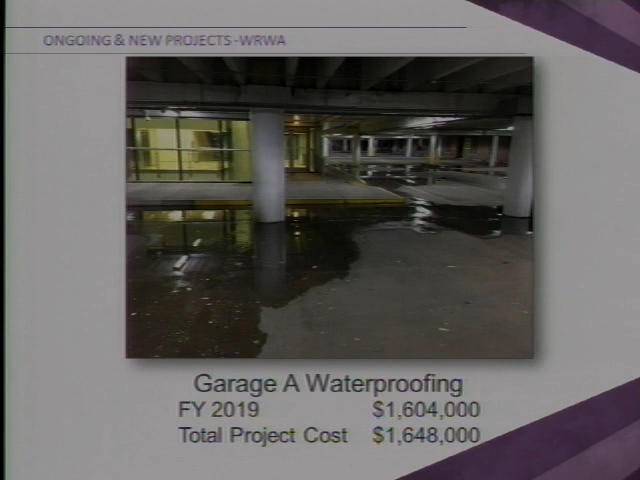 ONGOING & NEW PROJECTS -WRWA
Garage A Waterproofing
FY 2019 $1,604,000
Total Project Cost $1,648,000